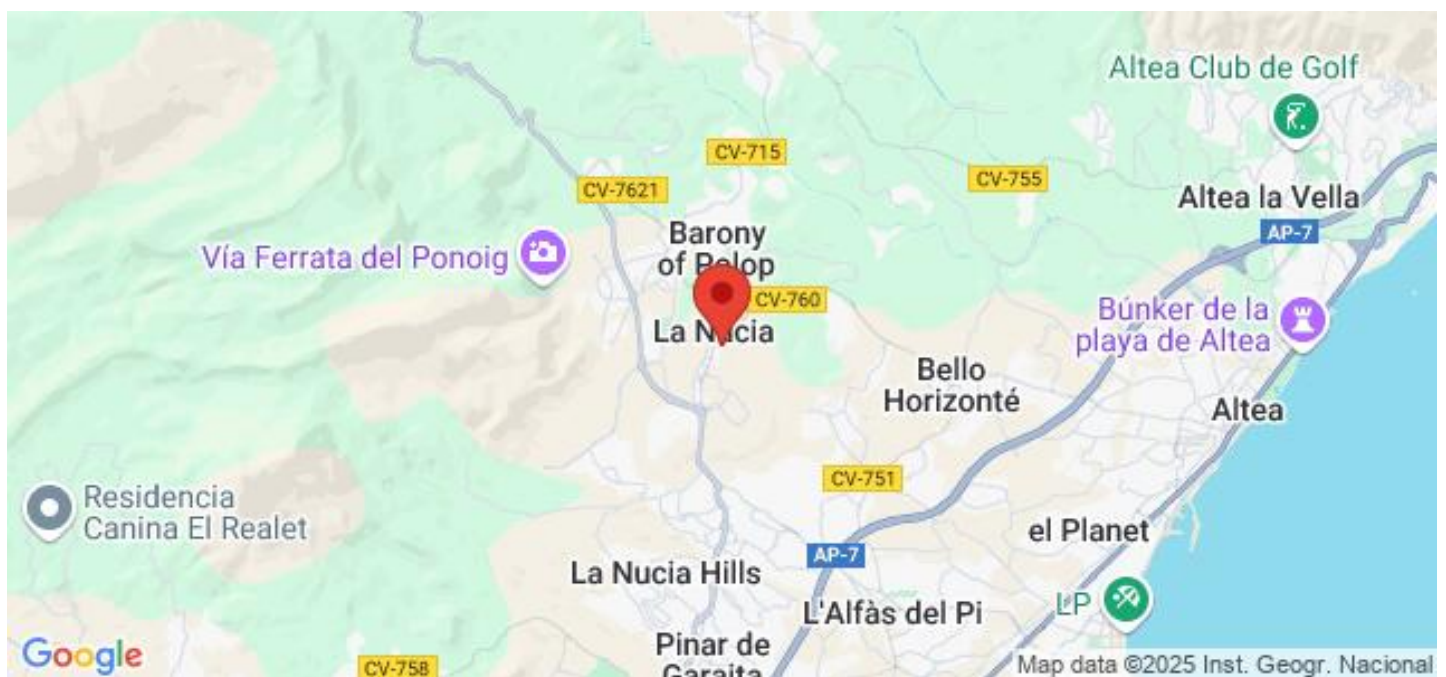 Altea Club de Golf
CV-715
CV-755
CV-7621
Altea la Vella
AP-7
Barony
of Polop
Vía Ferrata del Ponoig
CV-760
Búnker de la
playa de Altea
La Nucia
Bello
Horizonté
Altea
CV-751
Residencia
Canina El Realet
el Planet
AP-7
La Nucia Hills
L'Alfàs del Pi
LP
Pinar de
Garaita
CV-758
Google
Map data ©2025 Inst. Geogr. Nacional